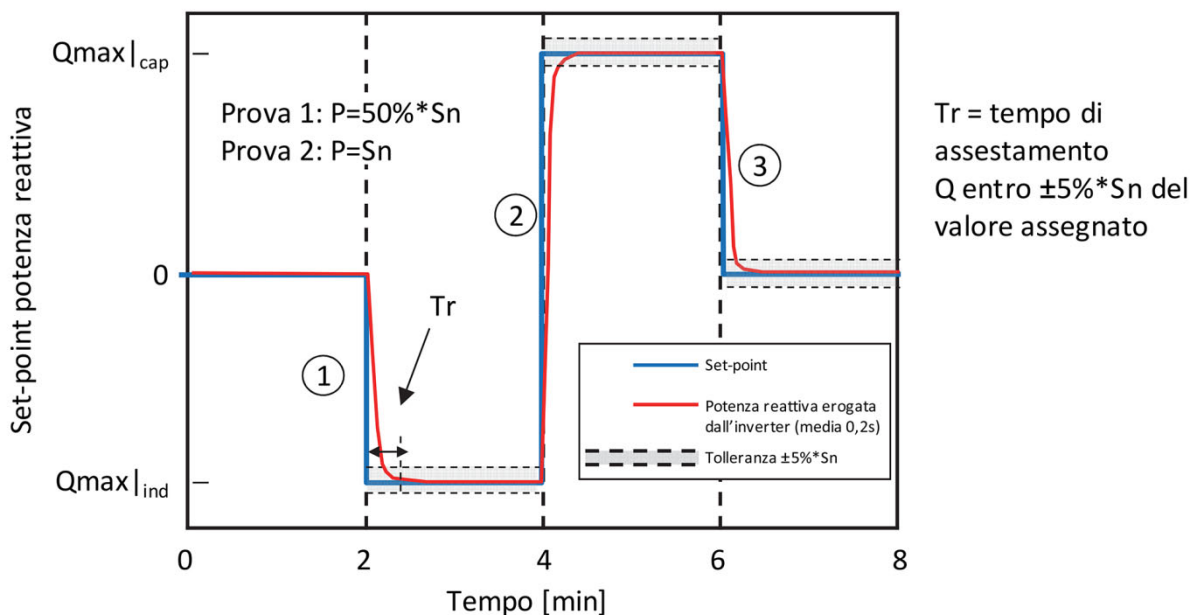 Set-point potenza reattiva
Qmax|cap
0
Qmax|ind
Prova 1: P=50%*Sn
Prova 2: P=Sn
1
Tr
2
3
Set-point
Potenza reattiva erogata
dall'inverter (media 0,2s)
Tolleranza ±5%*Sn
0
2
4
6
8
Tempo [min]
Tr = tempo di
assestamento
Q entro ±5%*Sn del
valore assegnato